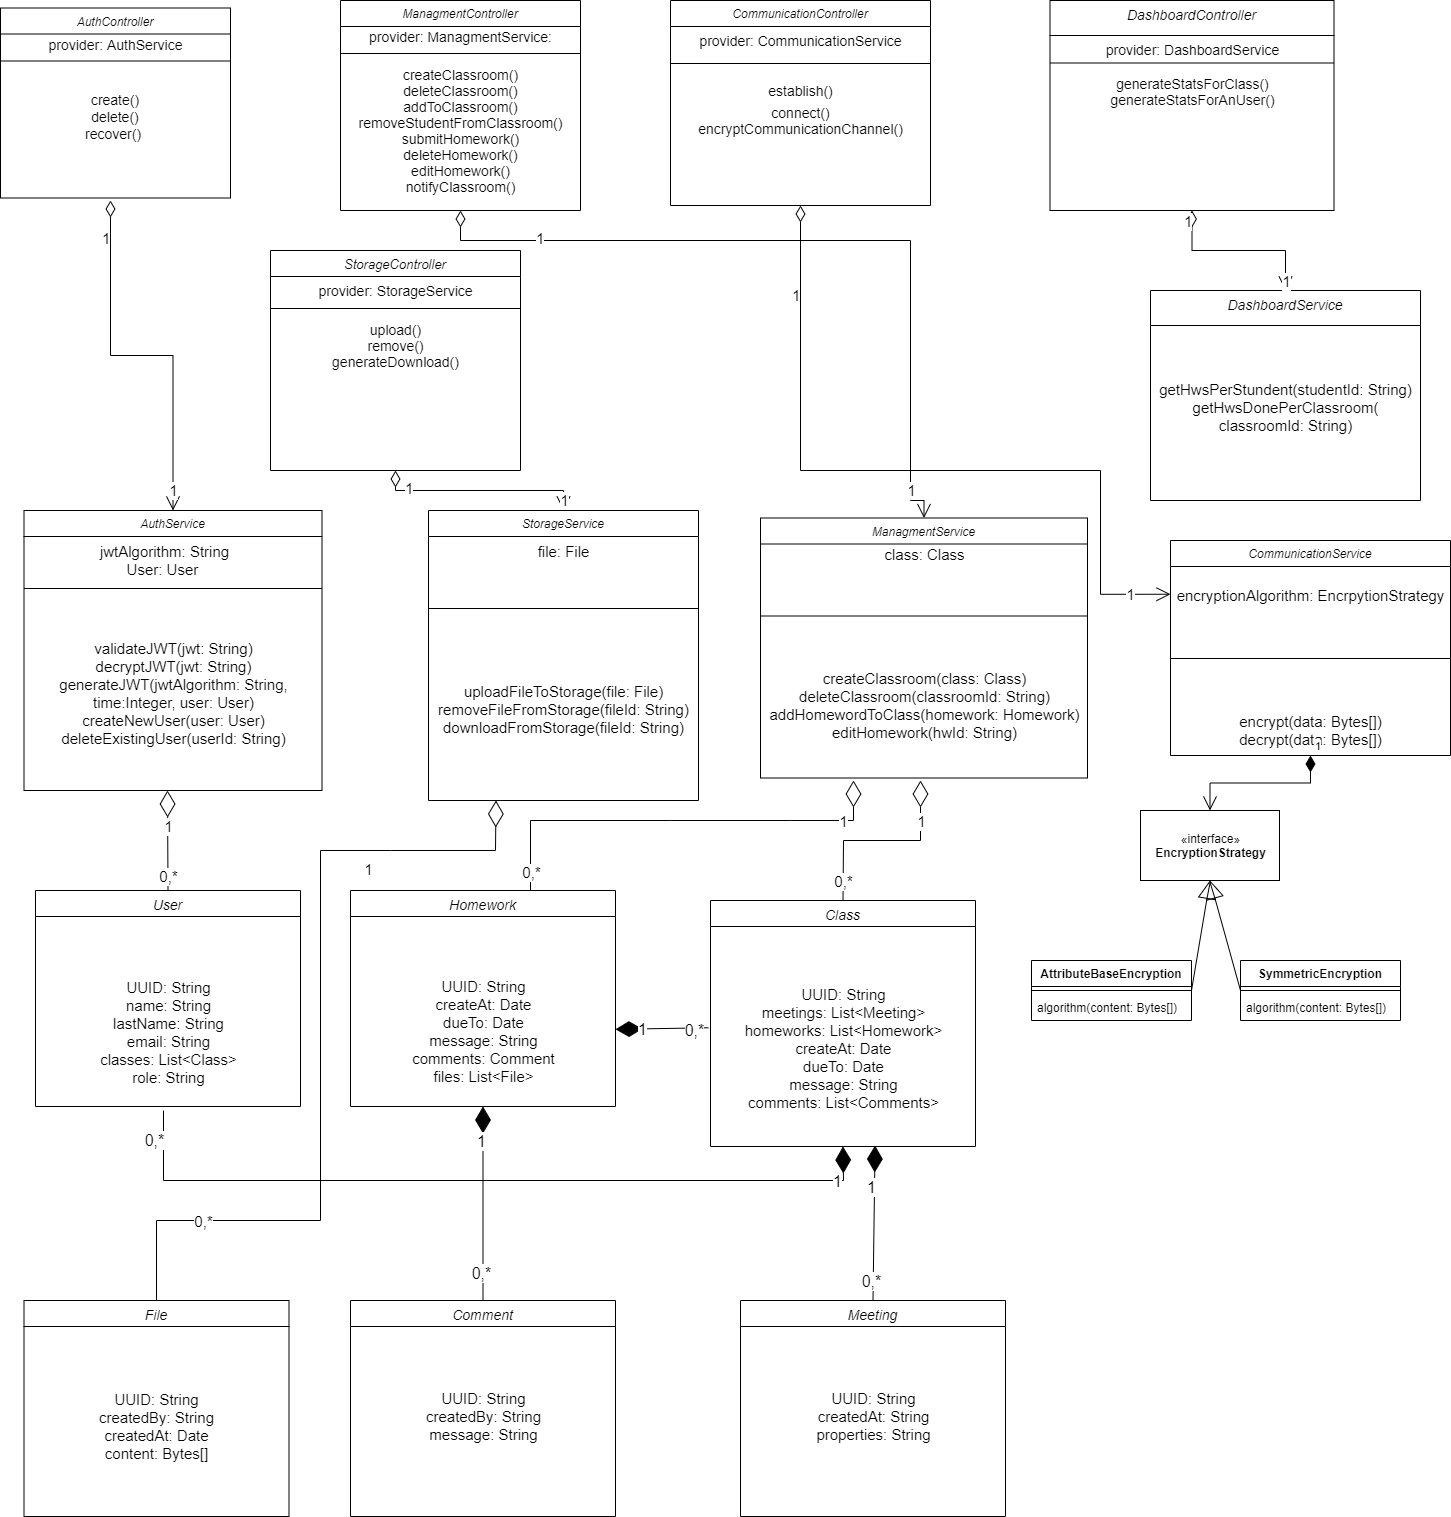 AuthController
provider: AuthService
create()
delete()
recover()
ManagmentController
provider: ManagmentService:
createClassroom()
deleteClassroom()
addToClassroom()
removeStudentFromClassroom()
submitHomework()
deleteHomework()
editHomework()
notifyClassroom()
CommunicationController
provider: CommunicationService
establish()
connect()
encryptCommunicationChannel()
DashboardController
provider: DashboardService
generateStatsForClass()
generateStatsForAnUser()
1
1
1
1
StorageController
provider: StorageService
upload()
remove()
generateDownload()
1
DashboardService
getHwsPerStundent(studentId: String)
getHwsDonePerClassroom(
classroomId: String)
1
1
1
1
AuthService
jwtAlgorithm: String
User: User
validateJWT(jwt: String)
decryptJWT(jwt: String)
generateJWT(jwtAlgorithm: String,
time:Integer, user: User)
createNewUser(user: User)
deleteExistingUser(userId: String)
StorageService
file: File
uploadFileToStorage(file: File)
removeFileFromStorage(fileId: String)
downloadFromStorage(fileId: String)
ManagmentService
class: Class
createClassroom(class: Class)
deleteClassroom(classroomId: String)
addHomewordToClass(homework: Homework)
editHomework(hwId: String)
1
CommunicationService
encryptionAlgorithm: EncrpytionStrategy
encrypt(data: Bytes[])
decrypt(data: Bytes[])
1
1
1
1
1
0,*
0,*
0,*
«interface»
EncryptionStrategy
User
UUID: String
name: String
lastName: String
email: String
classes: List<Class>
role: String
Homework
UUID: String
createAt: Date
dueTo: Date
message: String
comments: Comment
files: List<File>
1
0,*
Class
UUID: String
meetings: List<Meeting>
homeworks: List<Homework>
createAt: Date
dueTo: Date
message: String
comments: List<Comments>
AttributeBaseEncryption
algorithm(content: Bytes[])
SymmetricEncryption
algorithm(content: Bytes[])
0,*
1
1
1
0,*
0,*
0,*
File
UUID: String
createdBy: String
createdAt: Date
content: Bytes[]
Comment
UUID: String
createdBy: String
message: String
Meeting
UUID: String
createdAt: String
properties: String